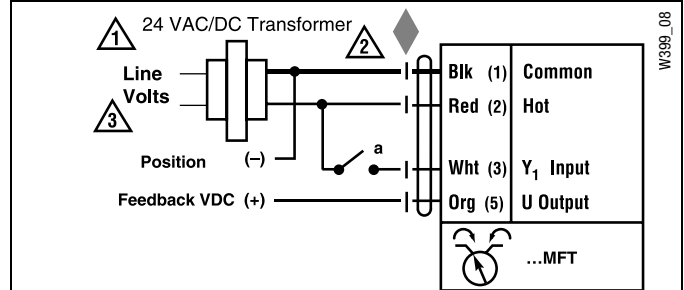 1 24 VAC/DC Transformer
2
W399_08
Line
Volts
3
Blk (1) Common
Red (2) Hot
a
Position (–)
Wht (3) Y1 Input
Feedback VDC (+)
Org (5) U Output
...MFT